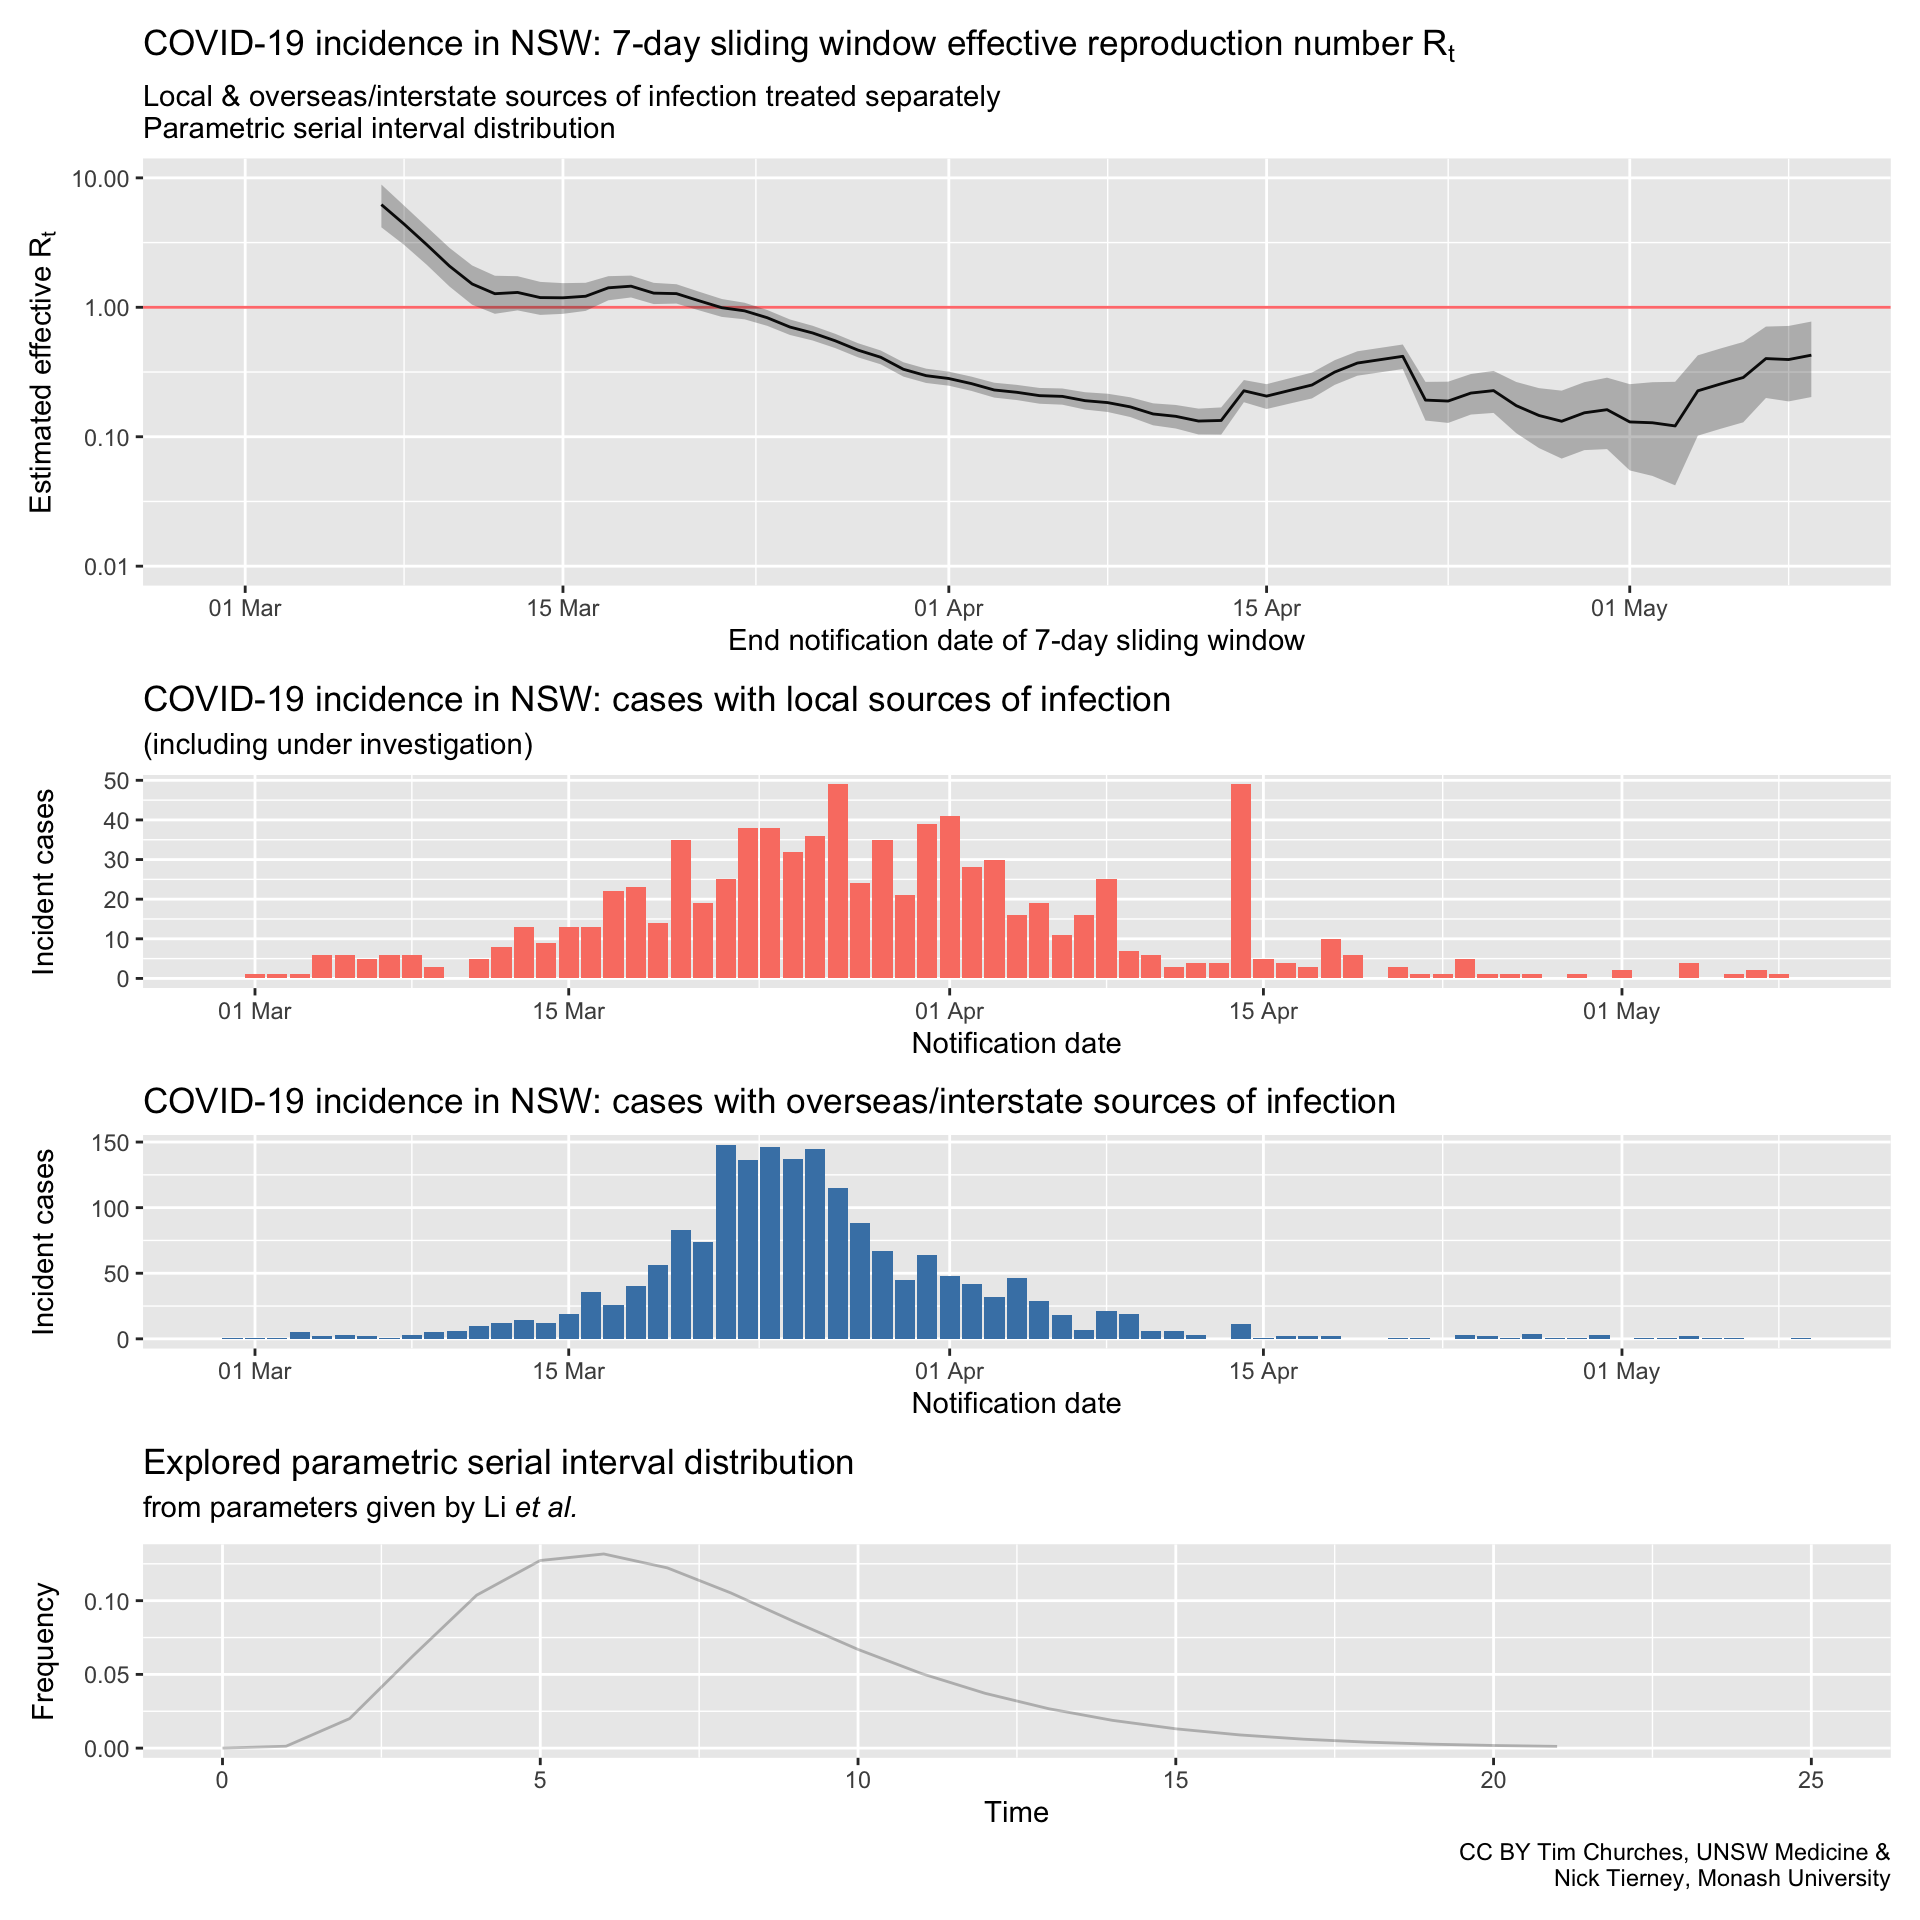 COVID-19 incidence in NSW: 7-day sliding window effective reproduction number Rt
Local & overseas/interstate sources of infection treated separately
Parametric serial interval distribution
Estimated effective Rt
10.00
1.00
0.10
0.01
01 Mar 15 Mar 01 Apr 15 Apr 01 May
End notification date of 7-day sliding window
COVID-19 incidence in NSW: cases with local sources of infection
(including under investigation)
Incident cases
50
40
30
20
10
0
01 Mar 15 Mar 01 Apr 15 Apr 01 May
Notification date
COVID-19 incidence in NSW: cases with overseas/interstate sources of infection
Incident cases
150
100
50
0
01 Mar 15 Mar 01 Apr 15 Apr 01 May
Notification date
Explored parametric serial interval distribution
from parameters given by Li et al.
Frequency
0.10
0.05
0.00
0 5 10 15 20 25
Time
CC BY Tim Churches, UNSW Medicine &
Nick Tierney, Monash University